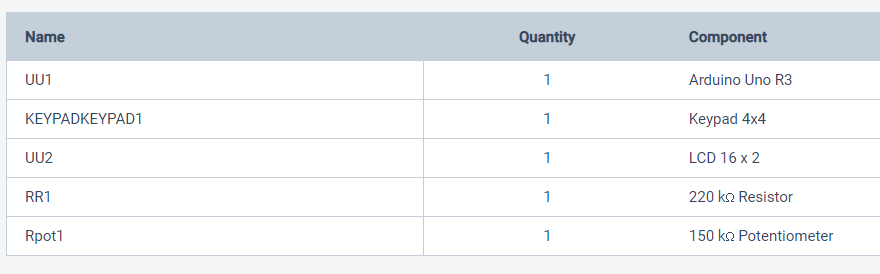 Name Quantity Component
UU1 1 Arduino Uno R3
KEYPADKEYPAD1 1 Keypad 4x4
UU2 1 LCD 16 x 2
RR1 1 220 kΩ Resistor
Rpot1 1 150 kΩ Potentiometer